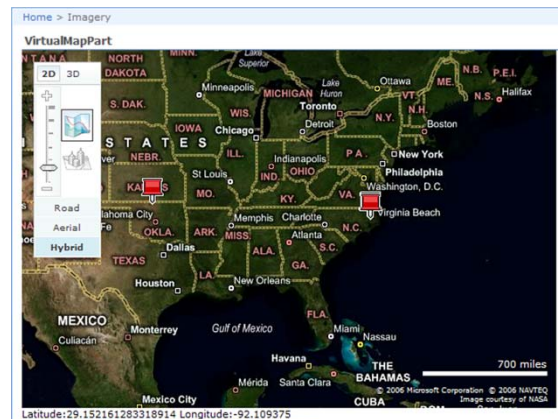 Home > Imagery
VirtualMapPart
2D 3D
Road
Aerial
Hybrid
NORTH DAKOTA
MINN.
Lake Superior
Minneapolis
Ottawa
N.B.
P.E.I.
ME.
N.S.
Halifax
S. DAK.
WIS.
MICHIGAN
Lake Huron
Toronto
VT.
N.H.
N.Y.
Boston
IOWA
Chicago
Detroit
STATES
NEBR.
ILL.
Indianapolis
IND.
OHIO
PA.
New York
Philadelphia
Washington, D.C.
St Louis
MO.
KY.
VA.
Virginia Beach
OKLA.
ARK.
Memphis
Charlotte
N.C.
Dallas
MISS.
ALA.
Atlanta
S.C.
GA.
TEXAS
LA.
Houston
New Orleans
FLA.
MEXICO
Monterrey
Culiacán
Gulf of Mexico
Miami
Nassau
Havana
THE BAHAMAS
700 miles
Mérida
Santa Clara
CUBA
Mexico City
© 2006 Microsoft Corporation © 2006 NAVTEQ
Image courtesy of NASA
Latitude:29.152161283318914 Longitude:-92.109375